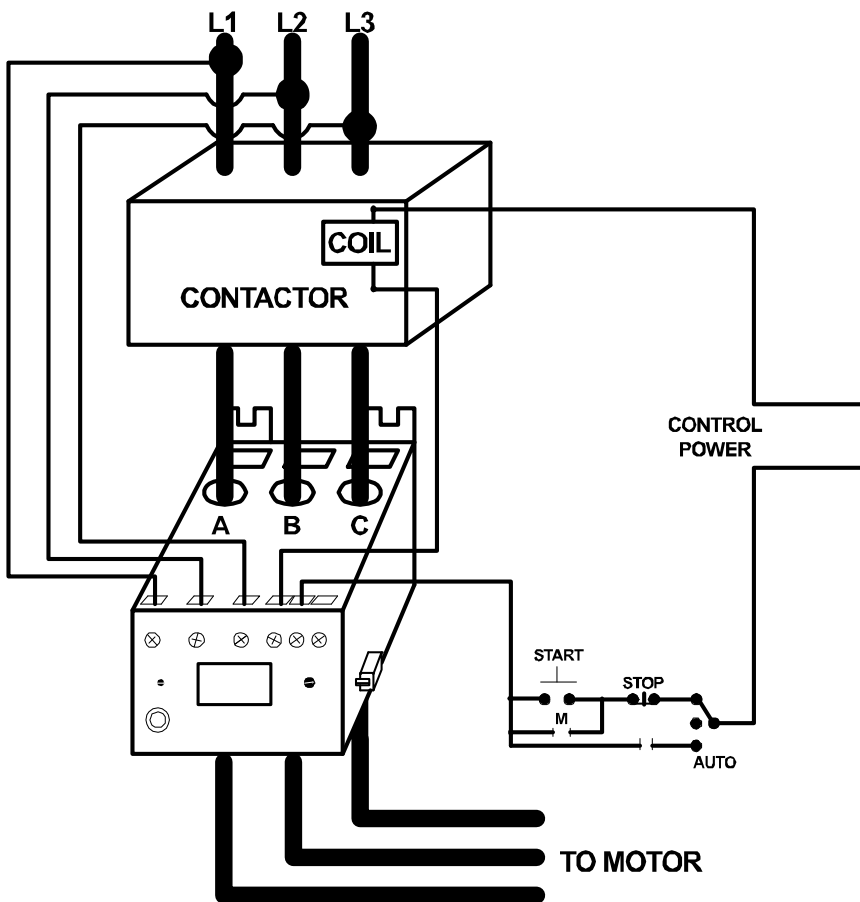 L1 L2 L3
COIL
CONTACTOR
CONTROL
POWER
A B C
START
STOP
M
AUTO
TO MOTOR